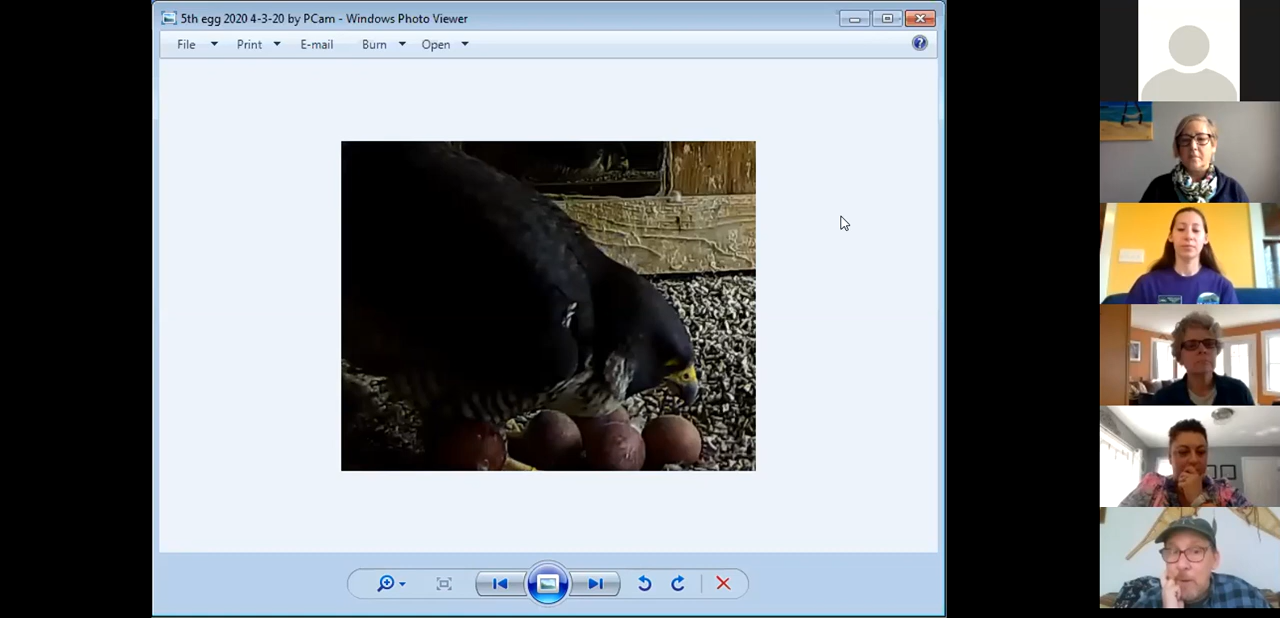 5th egg 2020 4-3-20 by PCam - Windows Photo Viewer
File Print E-mail Burn Open